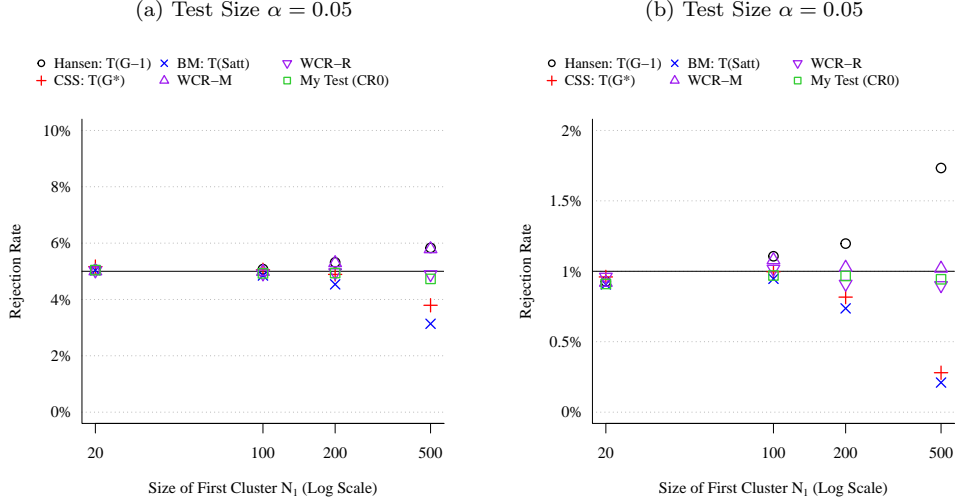 (a) Test Size α = 0.05
Hansen: T(G−1) BM: T(Satt) WCR−R
CSS: T(G*) WCR−M My Test (CR0)
10%
8%
6%
4%
2%
0%
Rejection Rate
20 100 200 500
Size of First Cluster N₁ (Log Scale)
(b) Test Size α = 0.05
Hansen: T(G−1) BM: T(Satt) WCR−R
CSS: T(G*) WCR−M My Test (CR0)
2%
1.5%
1%
0.5%
0%
Rejection Rate
20 100 200 500
Size of First Cluster N₁ (Log Scale)